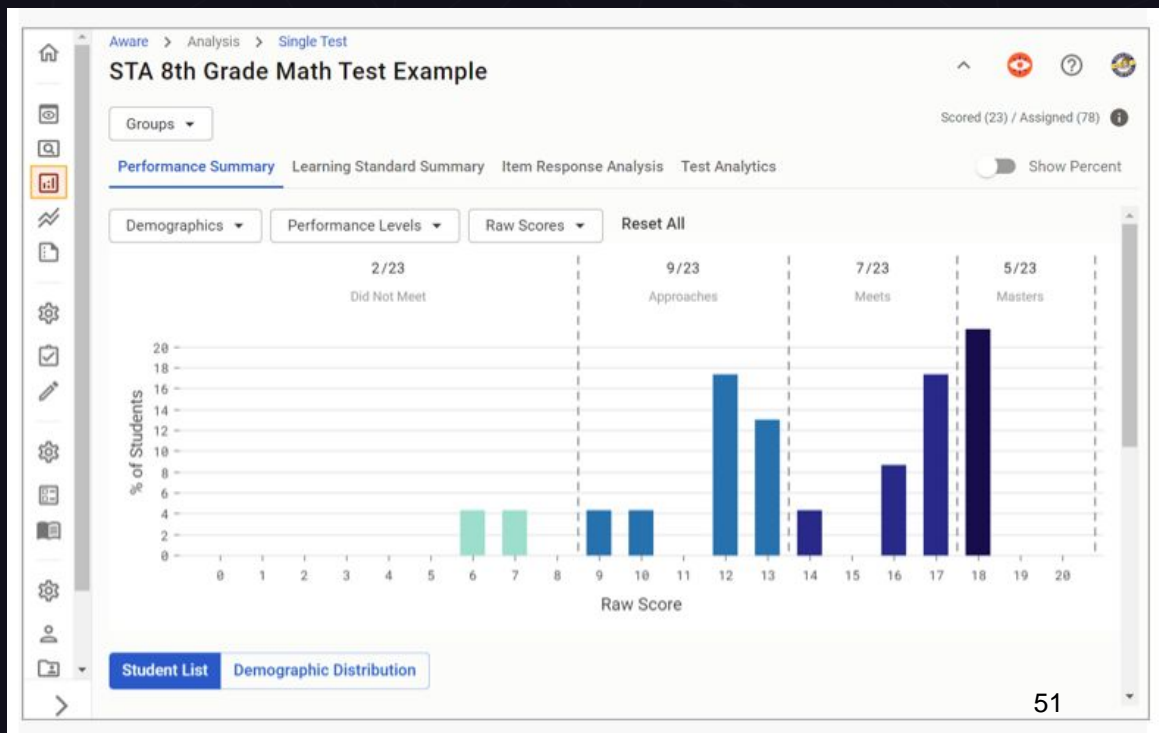 Aware > Analysis > Single Test
STA 8th Grade Math Test Example
Groups
Scored (23) / Assigned (78)
Performance Summary Learning Standard Summary Item Response Analysis Test Analytics Show Percent
Demographics Performance Levels Raw Scores Reset All
2/23 9/23 7/23 5/23
Did Not Meet Approaches Meets Masters
% of Students
20
18
16
14
12
10
8
6
4
2
0
0 1 2 3 4 5 6 7 8 9 10 11 12 13 14 15 16 17 18 19 20
Raw Score
Student List Demographic Distribution
51